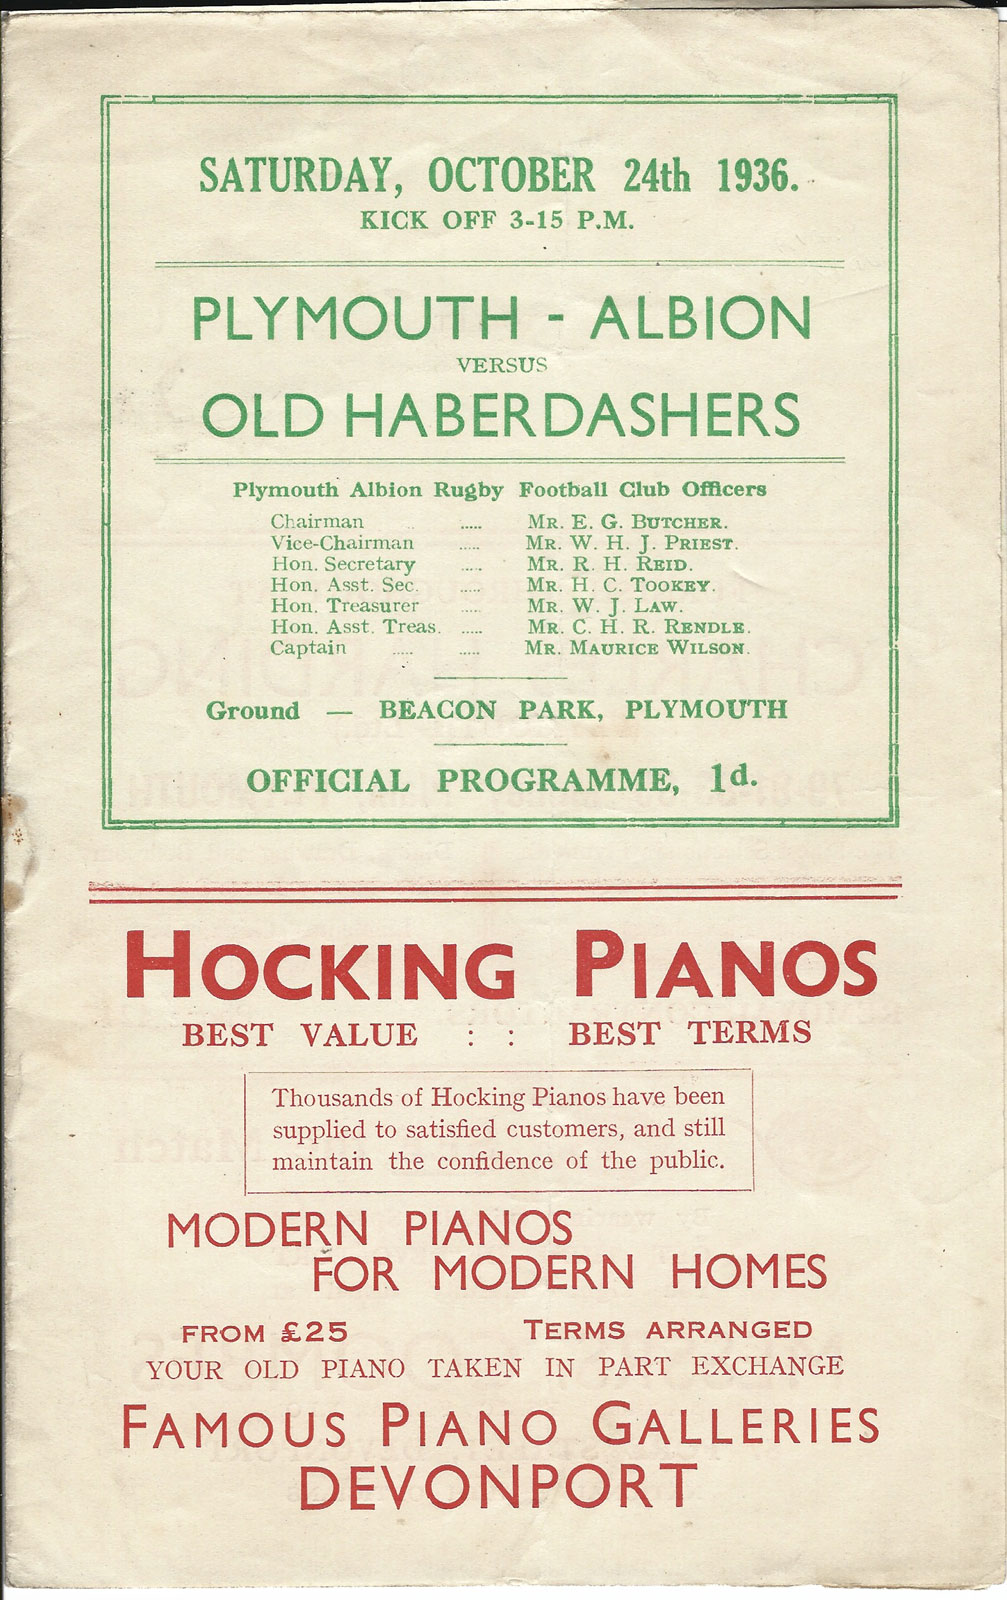 SATURDAY, OCTOBER 24th 1936.
KICK OFF 3-15 P.M.
PLYMOUTH - ALBION
VERSUS
OLD HABERDASHERS
Plymouth Albion Rugby Football Club Officers
Chairman .. ..... MR. E. G. BUTCHER.
Vice-Chairman ..... MR. W. H. J. PRIEST.
Hon. Secretary ..... MR. R. H. REID.
Hon. Asst. Sec. ..... MR. H. C. TOOKEY.
Hon. Treasurer ..... MR. W. J. LAW.
Hon. Asst. Treas. ..... MR. C. H. R. RENDLE.
Captain ..... ..... MR. MAURICE WILSON.
Ground — BEACON PARK, PLYMOUTH
OFFICIAL PROGRAMME, 1d.
HOCKING PIANOS
BEST VALUE : : BEST TERMS
Thousands of Hocking Pianos have been
supplied to satisfied customers, and still
maintain the confidence of the public.
MODERN PIANOS
FOR MODERN HOMES
FROM £25 TERMS ARRANGED
YOUR OLD PIANO TAKEN IN PART EXCHANGE
FAMOUS PIANO GALLERIES
DEVONPORT